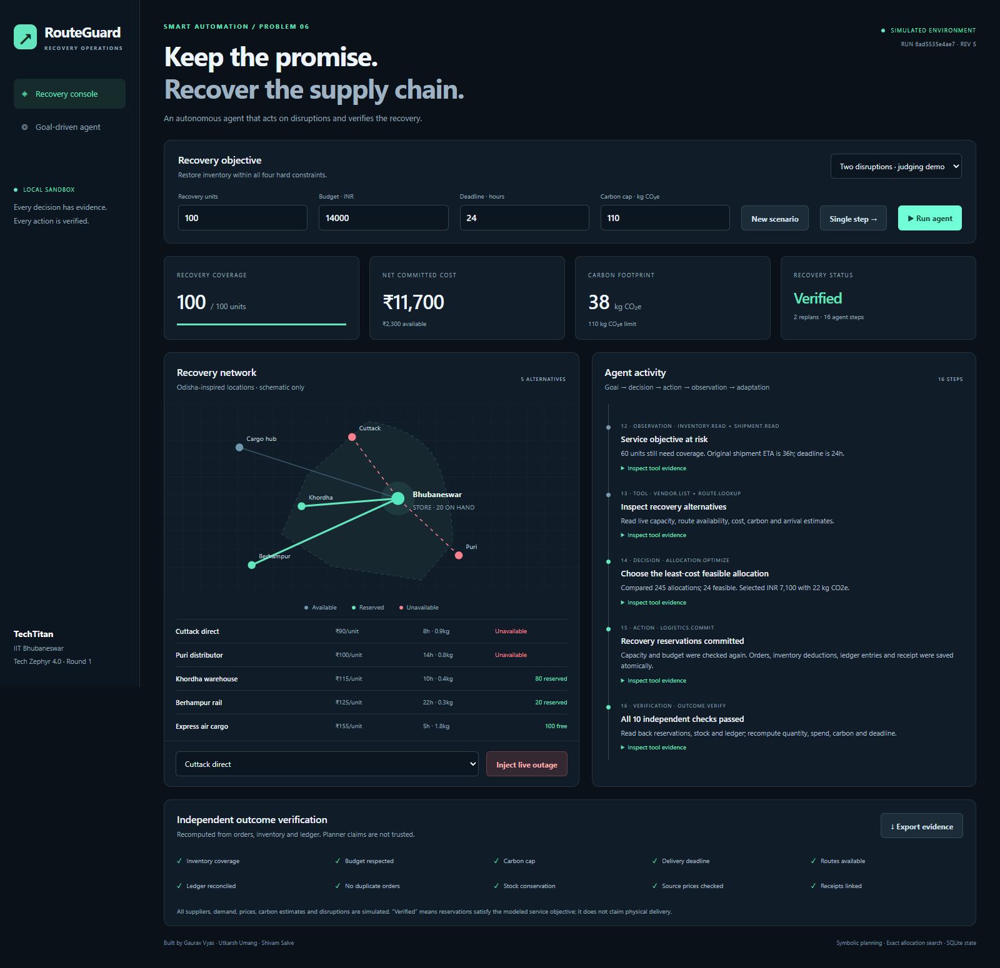 RouteGuard
RECOVERY OPERATIONS
Recovery console
Goal-driven agent
LOCAL SANDBOX
Every decision has evidence.
Every action is verified.
TechTitan
IIT Bhubaneswar
Tech Zephyr 4.0 · Round 1
SMART AUTOMATION / PROBLEM 06
Keep the promise.
Recover the supply chain.
An autonomous agent that acts on disruptions and verifies the recovery.
SIMULATED ENVIRONMENT
RUN 6ad5535e4ae7 · REV 5
Recovery objective
Restore inventory within all four hard constraints.
Two disruptions · judging demo
Recovery units
Budget · INR
Deadline · hours
Carbon cap · kg CO₂e
100
14000
24
110
New scenario
Single step →
▶ Run agent
RECOVERY COVERAGE
100 / 100 units
NET COMMITTED COST
₹11,700
₹2,300 available
CARBON FOOTPRINT
38 kg CO₂e
110 kg CO₂e limit
RECOVERY STATUS
Verified
2 replans · 16 agent steps
Recovery network
Odisha-inspired locations · schematic only
5 ALTERNATIVES
Cuttack
Cargo hub
Bhubaneswar
STORE · 20 ON HAND
Khordha
Puri
Berhampur
Available
Reserved
Unavailable
Cuttack direct ₹90/unit 8h · 0.9kg Unavailable
Puri distributor ₹100/unit 14h · 0.8kg Unavailable
Khordha warehouse ₹115/unit 10h · 0.4kg 80 reserved
Berhampur rail ₹125/unit 22h · 0.3kg 20 reserved
Express air cargo ₹155/unit 5h · 1.8kg 100 free
Cuttack direct
Inject live outage
Agent activity
Goal → decision → action → observation → adaptation
16 STEPS
12 · OBSERVATION · INVENTORY.READ + SHIPMENT.READ
Service objective at risk
60 units still need coverage. Original shipment ETA is 36h; deadline is 24h.
▶ Inspect tool evidence
13 · TOOL · VENDOR.LIST + ROUTE.LOOKUP
Inspect recovery alternatives
Read live capacity, route availability, cost, carbon and arrival estimates.
▶ Inspect tool evidence
14 · DECISION · ALLOCATION.OPTIMIZE
Choose the least-cost feasible allocation
Compared 245 allocations; 24 feasible. Selected INR 7,100 with 22 kg CO2e.
▶ Inspect tool evidence
15 · ACTION · LOGISTICS.COMMIT
Recovery reservations committed
Capacity and budget were checked again. Orders, inventory deductions, ledger entries and receipt were saved
atomically.
▶ Inspect tool evidence
16 · VERIFICATION · OUTCOME.VERIFY
All 10 independent checks passed
Read back reservations, stock and ledger; recompute quantity, spend, carbon and deadline.
▶ Inspect tool evidence
Independent outcome verification
Recomputed from orders, inventory and ledger. Planner claims are not trusted.
↓ Export evidence
✓ Inventory coverage
✓ Budget respected
✓ Carbon cap
✓ Delivery deadline
✓ Routes available
✓ Ledger reconciled
✓ No duplicate orders
✓ Stock conservation
✓ Source prices checked
✓ Receipts linked
All suppliers, demand, prices, carbon estimates and disruptions are simulated. "Verified" means reservations satisfy the modeled service objective; it does not claim physical delivery.
Built by Gaurav Vyas · Utkarsh Umang · Shivam Salve
Symbolic planning · Exact allocation search · SQLite state